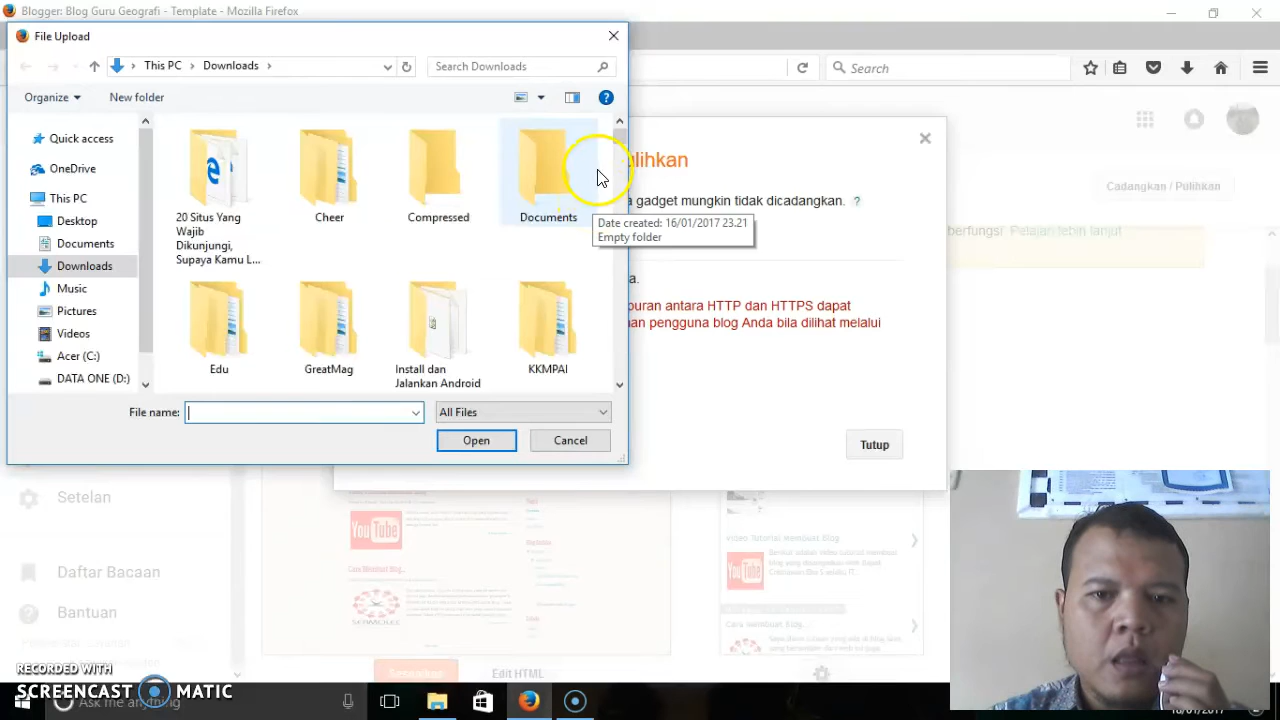 Blogger: Blog Guru Geografi - Template - Mozilla Firefox
File Upload
This PC
Downloads
Search Downloads
Search
Organize
New folder
Quick access
OneDrive
This PC
Desktop
Documents
Downloads
Music
Pictures
Videos
Acer (C:)
DATA ONE (D:)
20 Situs Yang
Wajib
Dikunjungi,
Supaya Kamu L...
Cheer
Compressed
Documents
Date created: 16/01/2017 23.21
Empty folder
Edu
GreatMag
Install dan
Jalankan Android
KKMPAI
File name:
All Files
Open
Cancel
ulihkan
a gadget mungkin tidak dicadangkan. ?
a.
uran antara HTTP dan HTTPS dapat
an pengguna blog Anda bila dilihat melalui
Tutup
Cadangkan / Pulihkan
berfungsi Pelajari lebih lanjut
Setelan
Daftar Bacaan
Bantuan
YouTube
Cara Membuat Blog...
SEAMOLEC
Video Tutorial Membuat Blog
YouTube
Cara Membuat Blog...
Edit HTML
RECORDED WITH
SCREENCAST MATIC
Ask me anything